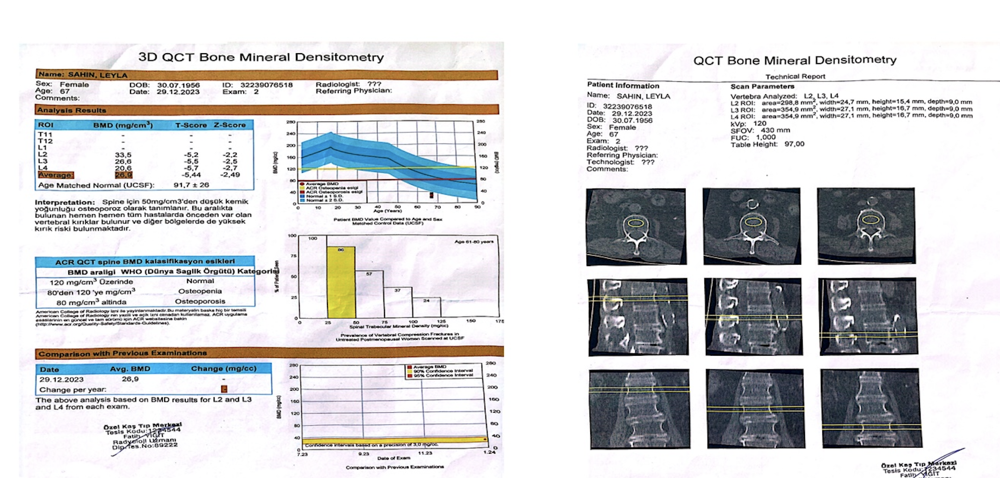 3D QCT Bone Mineral Densitometry
Name: SAHIN, LEYLA
Sex: Female DOB: 30.07.1956 ID: 32239076518 Radiologist: ???
Age: 67 Date: 29.12.2023 Exam: 2 Referring Physician:
Comments:
Analysis Results
ROI BMD (mg/cm³) T-Score Z-Score
T11 - - -
T12 - - -
L1 - - -
L2 33,5 -5,2 -2,2
L3 26,6 -5,5 -2,5
L4 20,6 -5,7 -2,7
Average: 26,9 -5,44 -2,49
Age Matched Normal (UCSF): 91,7 ± 26
Interpretation: Spine için 50mg/cm3'den düşük kemik
yoğunluğu osteoporoz olarak tanımlanır. Bu aralıkta
bulunan hemen hemen tüm hastalarda önceden var olan
vertebral kırıklar bulunur ve diğer bölgelerde de yüksek
kırık riski bulunmaktadır.
280 280
240 240
200 200
160 160
120 120
80 80
40 40
0 0
BMD (mg/cc)
BMD (mg/cc)
Average BMD
ACR Osteopenia esigi
ACR Osteoporosis esigi
Normal ± 1 S.D.
Normal ± 2 S.D.
0 10 20 30 40 50 60 70 80 90
Age (Years)
Patient BMD Value Compared to Age and Sex
Matched Control Data (UCSF)
ACR QCT spine BMD kalasifikasyon esikleri
BMD araligi WHO (Dünya Saglik Örgütü) Kategorisi
120 mg/cm³ Üzerinde Normal
80'den 120 'ye mg/cm³ Osteopenia
80 mg/cm³ altinda Osteoporosis
American College of Radiology izni ile yayinlanmaktadir.Bu materyalin baska hiç bir temsili
American College of Radiology nin yazili ve açik izni olmadan kullanilamaz. ACR uygulama
esaslarinin en güncel ve tam sürümü için ACR websitesine bakin
(http://www.acr.org/Quality-Safety/Standards-Guidelines).
100
75
50
25
0
% of Patients Seen
Age 61-80 years
100
86
57
37
24
0 25 50 75 100 125 150 175
Spinal Trabecular Mineral Density (mg/cc)
Prevalence of Vertebral Compression Fractures in
Untreated Postmenopausal Women Scanned at UCSF
Comparison with Previous Examinations
Date Avg. BMD Change (mg/cc)
29.12.2023 26,9 -
Change per year: -
The above analysis based on BMD results for L2 and L3
and L4 from each exam.
280 280
240 240
200 200
160 160
120 120
80 80
40 40
0 0
BMD (mg/cc)
Average BMD
90% Confidence Interval
95% Confidence Interval
Confidence intervals based on a precision of 3,0 mg/cc.
7.23 9.23 11.23 1.24
Date of Exam
Comparison with Previous Examinations
Özel Kaş Tıp Merkezi
Tesis Kodu:1234544
Fatih YİĞİT
Radyoloji Uzmanı
Dip.Tes.No:89222
QCT Bone Mineral Densitometry
Technical Report
Patient Information
Name: SAHIN, LEYLA
ID: 32239076518
Date: 29.12.2023
DOB: 30.07.1956
Sex: Female
Age: 67
Exam: 2
Radiologist: ???
Referring Physician:
Technologist: ???
Comments:
Scan Parameters
Vertebra Analyzed: L2, L3, L4
L2 ROI: area=298,8 mm², width=24,7 mm, height=15,4 mm, depth=9,0 mm
L3 ROI: area=354,9 mm², width=27,1 mm, height=16,7 mm, depth=9,0 mm
L4 ROI: area=354,9 mm², width=27,1 mm, height=16,7 mm, depth=9,0 mm
kVp: 120
SFOV: 430 mm
FUC: 1,000
Table Height: 97,00
Özel Kaş Tıp Merkezi
Tesis Kodu:1234544
Fatih YİĞİT